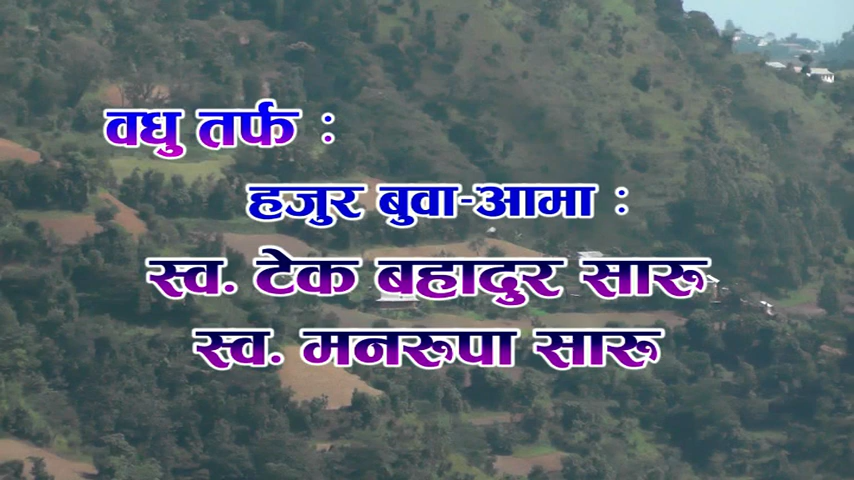 वधु तर्फ :
हजुर बुवा-आमा :
स्व. टेक बहादुर सारू
स्व. मनरूपा सारू